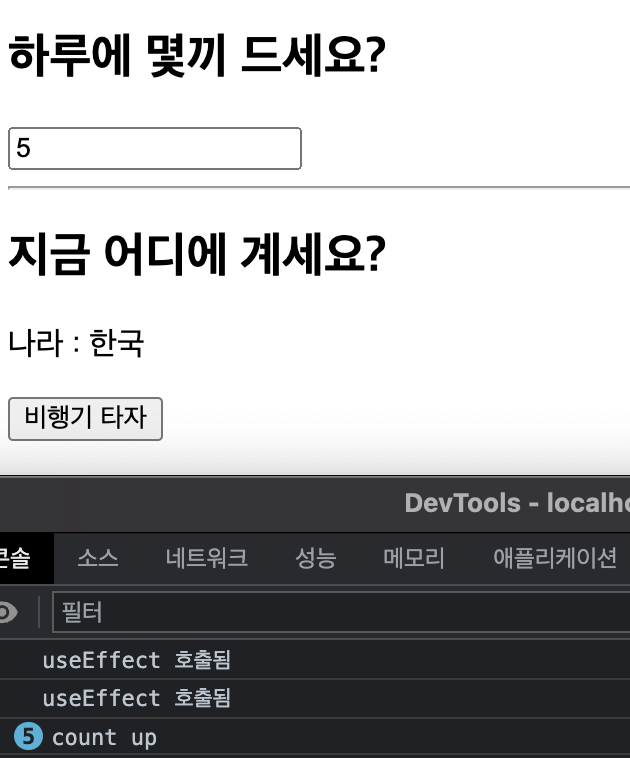 하루에 몇끼 드세요?
5
지금 어디에 계세요?
나라 : 한국
비행기 타자
DevTools - localho
콘솔 소스 네트워크 성능 메모리 애플리케이션
필터
useEffect 호출됨
useEffect 호출됨
5 count up